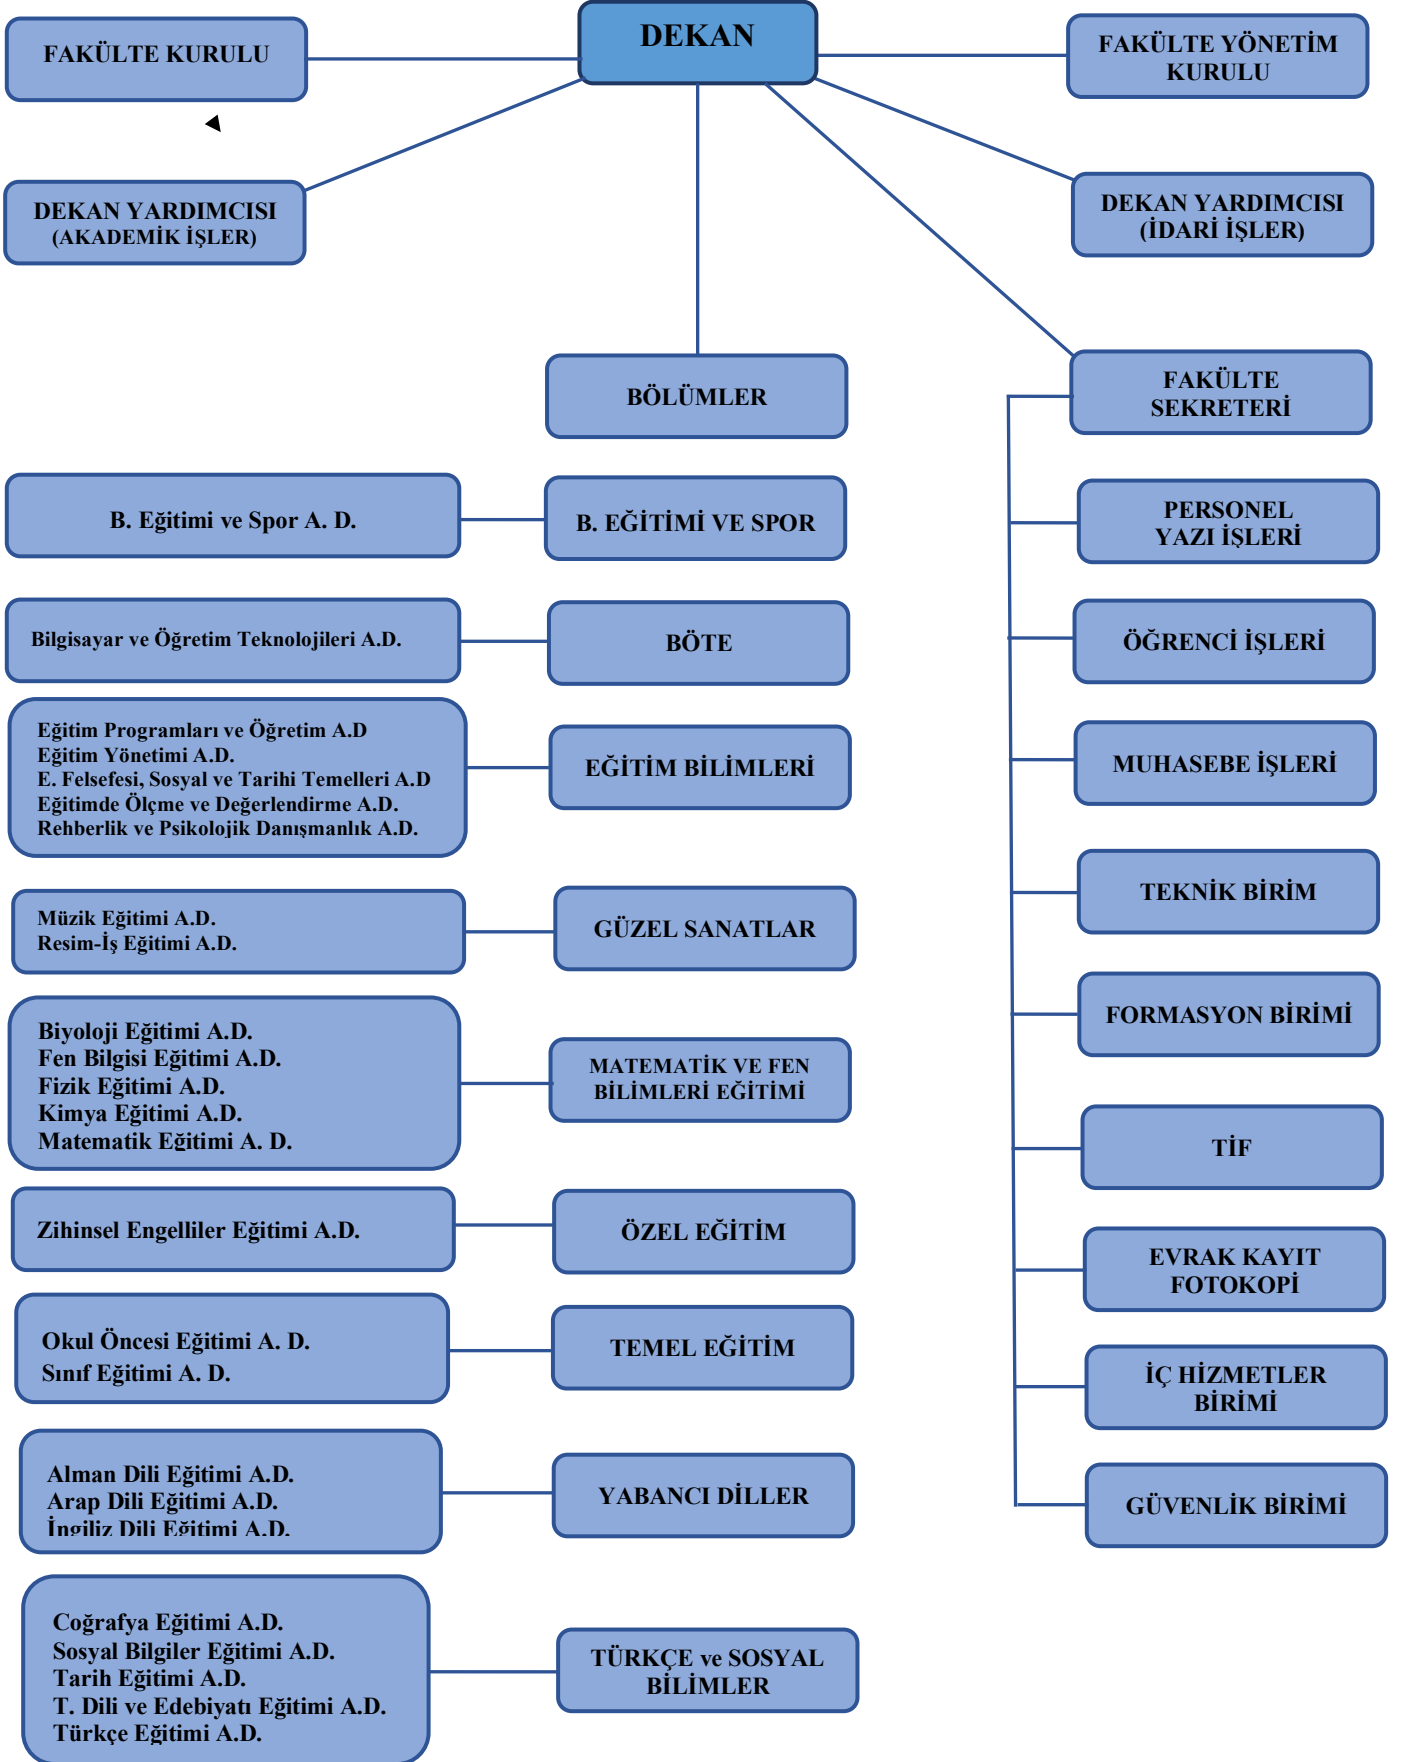 DEKAN
FAKÜLTE KURULU
FAKÜLTE YÖNETİM
KURULU
DEKAN YARDIMCISI
(AKADEMİK İŞLER)
DEKAN YARDIMCISI
(İDARİ İŞLER)
BÖLÜMLER
FAKÜLTE
SEKRETERİ
B. Eğitimi ve Spor A. D.
B. EĞİTİMİ VE SPOR
PERSONEL
YAZI İŞLERİ
Bilgisayar ve Öğretim Teknolojileri A.D.
BÖTE
ÖĞRENCİ İŞLERİ
Eğitim Programları ve Öğretim A.D
Eğitim Yönetimi A.D.
E. Felsefesi, Sosyal ve Tarihi Temelleri A.D
Eğitimde Ölçme ve Değerlendirme A.D.
Rehberlik ve Psikolojik Danışmanlık A.D.
EĞİTİM BİLİMLERİ
MUHASEBE İŞLERİ
Müzik Eğitimi A.D.
Resim-İş Eğitimi A.D.
GÜZEL SANATLAR
TEKNİK BİRİM
Biyoloji Eğitimi A.D.
Fen Bilgisi Eğitimi A.D.
Fizik Eğitimi A.D.
Kimya Eğitimi A.D.
Matematik Eğitimi A. D.
MATEMATİK VE FEN
BİLİMLERİ EĞİTİMİ
FORMASYON BİRİMİ
TİF
Zihinsel Engelliler Eğitimi A.D.
ÖZEL EĞİTİM
EVRAK KAYIT
FOTOKOPİ
Okul Öncesi Eğitimi A. D.
Sınıf Eğitimi A. D.
TEMEL EĞİTİM
İÇ HİZMETLER
BİRİMİ
Alman Dili Eğitimi A.D.
Arap Dili Eğitimi A.D.
İngiliz Dili Eğitimi A.D.
YABANCI DİLLER
GÜVENLİK BİRİMİ
Coğrafya Eğitimi A.D.
Sosyal Bilgiler Eğitimi A.D.
Tarih Eğitimi A.D.
T. Dili ve Edebiyatı Eğitimi A.D.
Türkçe Eğitimi A.D.
TÜRKÇE ve SOSYAL
BİLİMLER